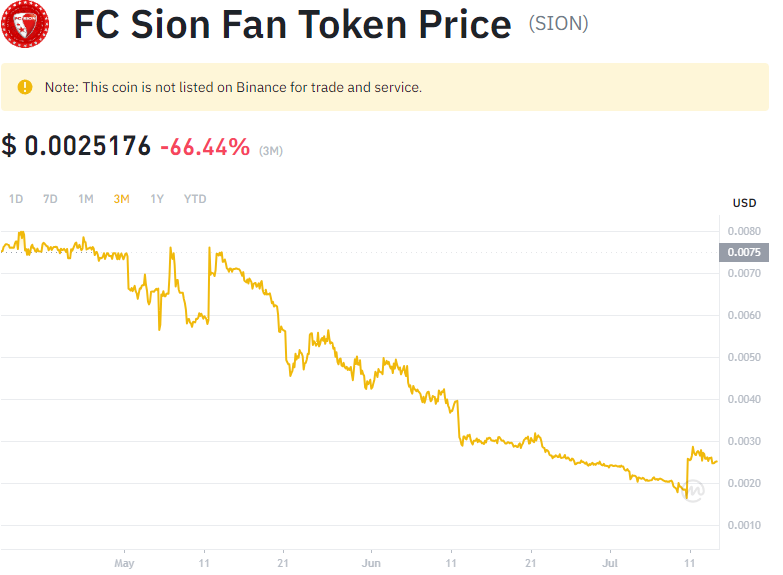 FC SION
FC Sion Fan Token Price (SION)
Note: This coin is not listed on Binance for trade and service.
$ 0.0025176 -66.44% (3M)
1D 7D 1M 3M 1Y YTD
USD
0.0080
0.0075
0.0070
0.0060
0.0050
0.0040
0.0030
0.0020
0.0010
May 11 21 Jun 11 21 Jul 11